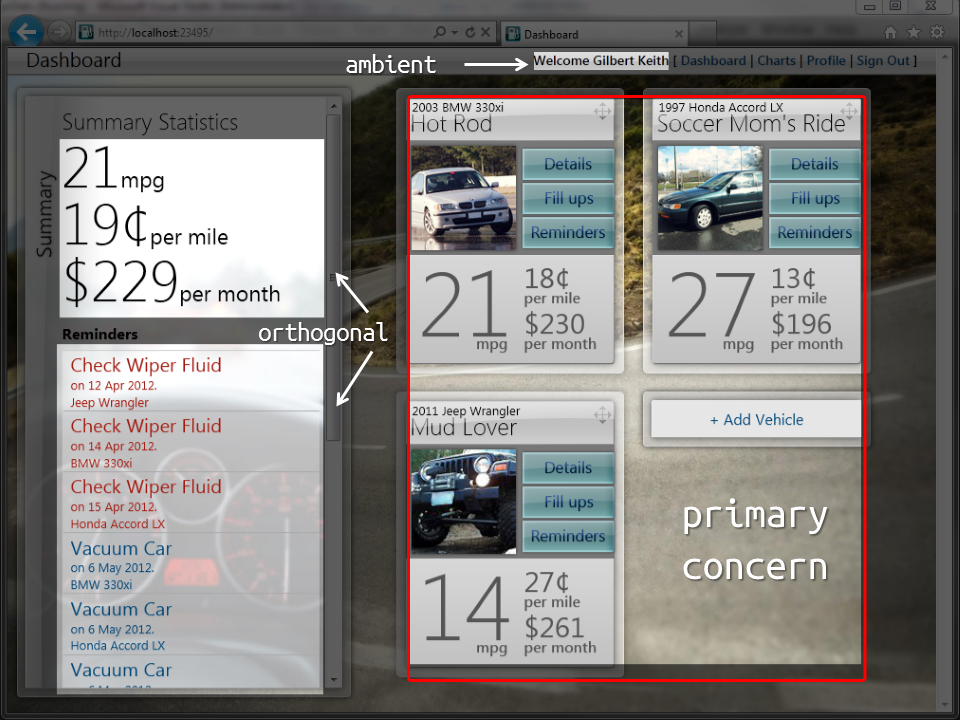 http://localhost:23495/
Dashboard
Dashboard
ambient
Welcome Gilbert Keith [ Dashboard | Charts | Profile | Sign Out ]
Summary
Summary Statistics
21 mpg
19¢ per mile
$229 per month
orthogonal
Reminders
Check Wiper Fluid
on 12 Apr 2012.
Jeep Wrangler
Check Wiper Fluid
on 14 Apr 2012.
BMW 330xi
Check Wiper Fluid
on 15 Apr 2012.
Honda Accord LX
Vacuum Car
on 6 May 2012.
BMW 330xi
Vacuum Car
on 6 May 2012.
Honda Accord LX
Vacuum Car
2003 BMW 330xi
Hot Rod
Details
Fill ups
Reminders
21 mpg
18¢
per mile
$230
per month
1997 Honda Accord LX
Soccer Mom's Ride
Details
Fill ups
Reminders
27 mpg
13¢
per mile
$196
per month
2011 Jeep Wrangler
Mud Lover
Details
Fill ups
Reminders
14 mpg
27¢
per mile
$261
per month
+ Add Vehicle
primary
concern